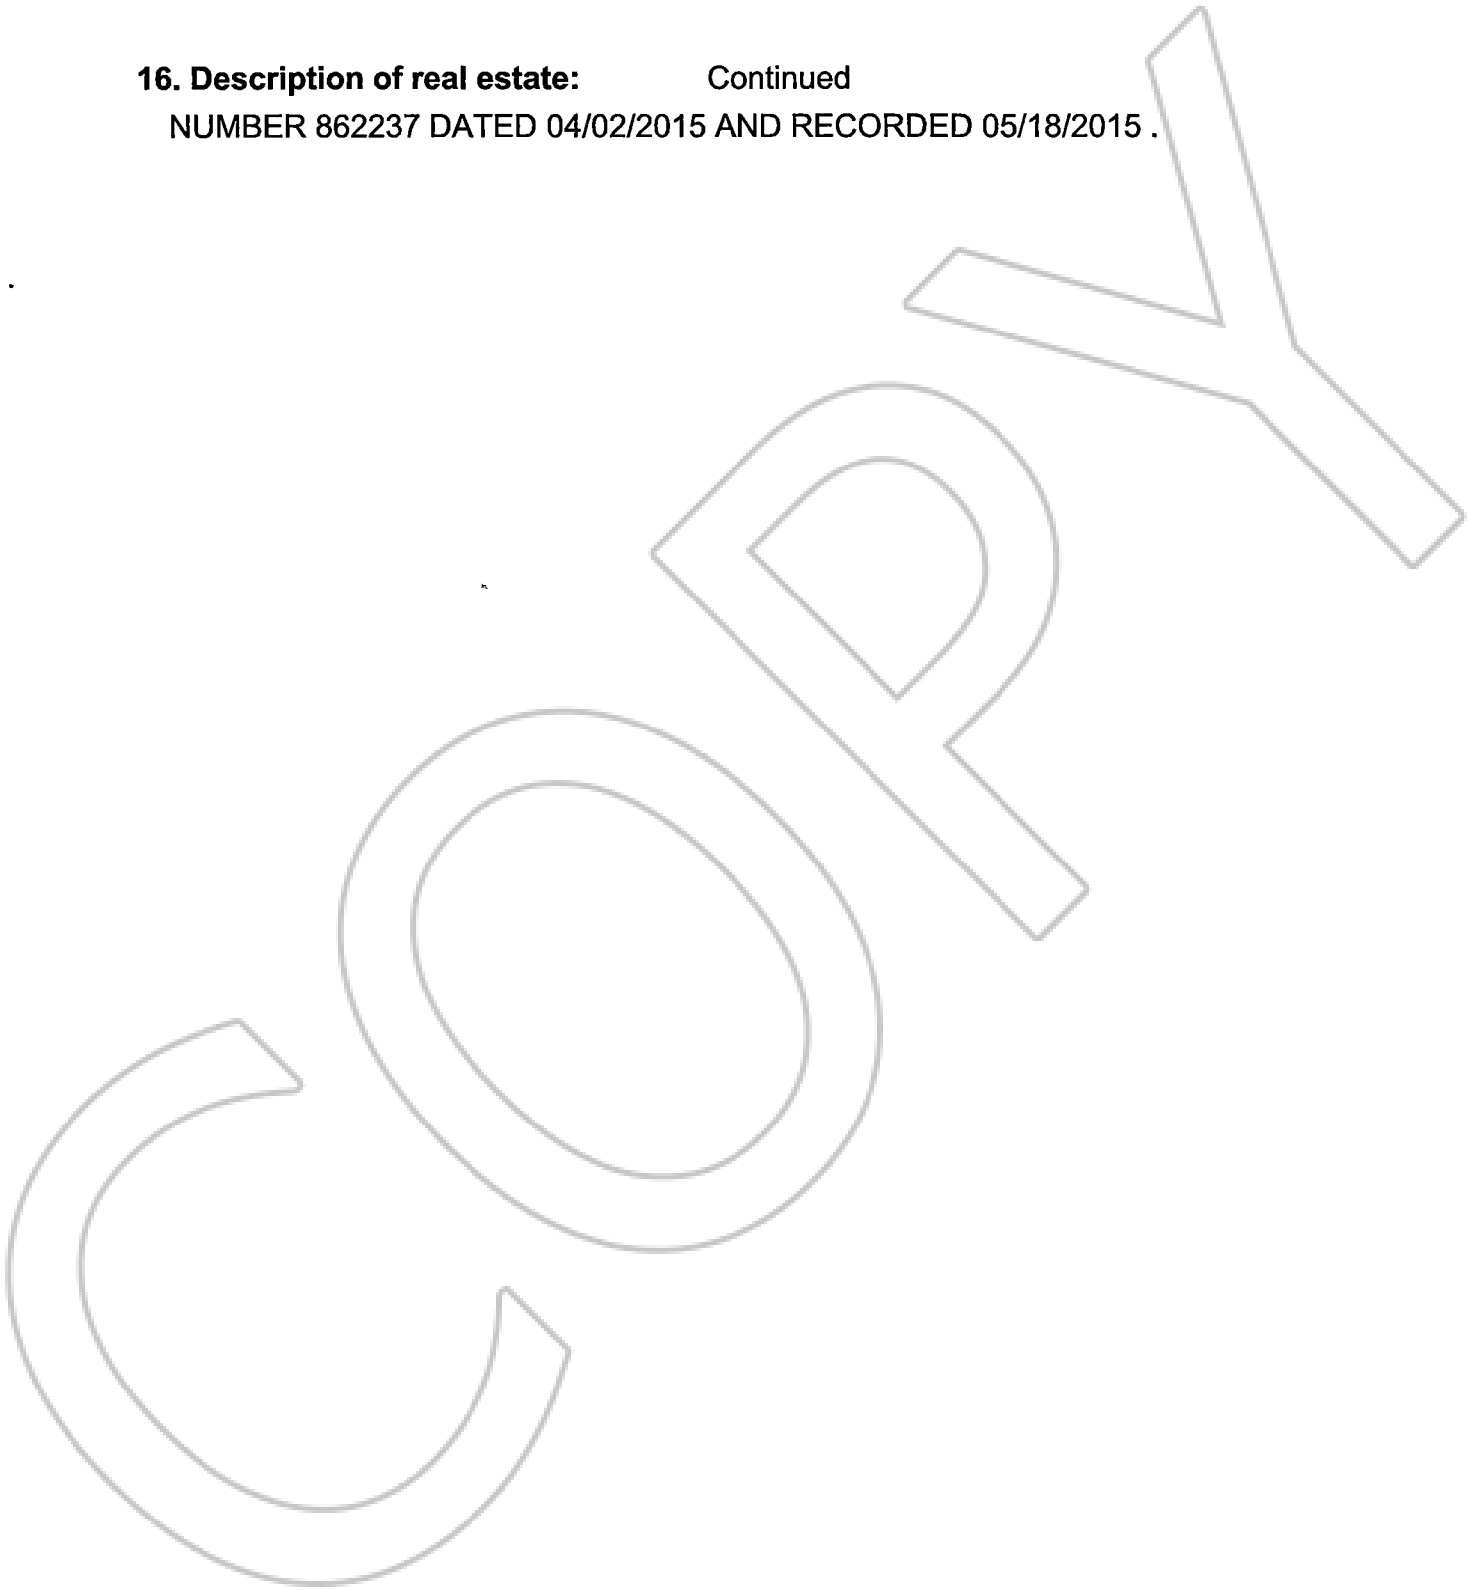 16. Description of real estate: Continued
NUMBER 862237 DATED 04/02/2015 AND RECORDED 05/18/2015 .
COPY